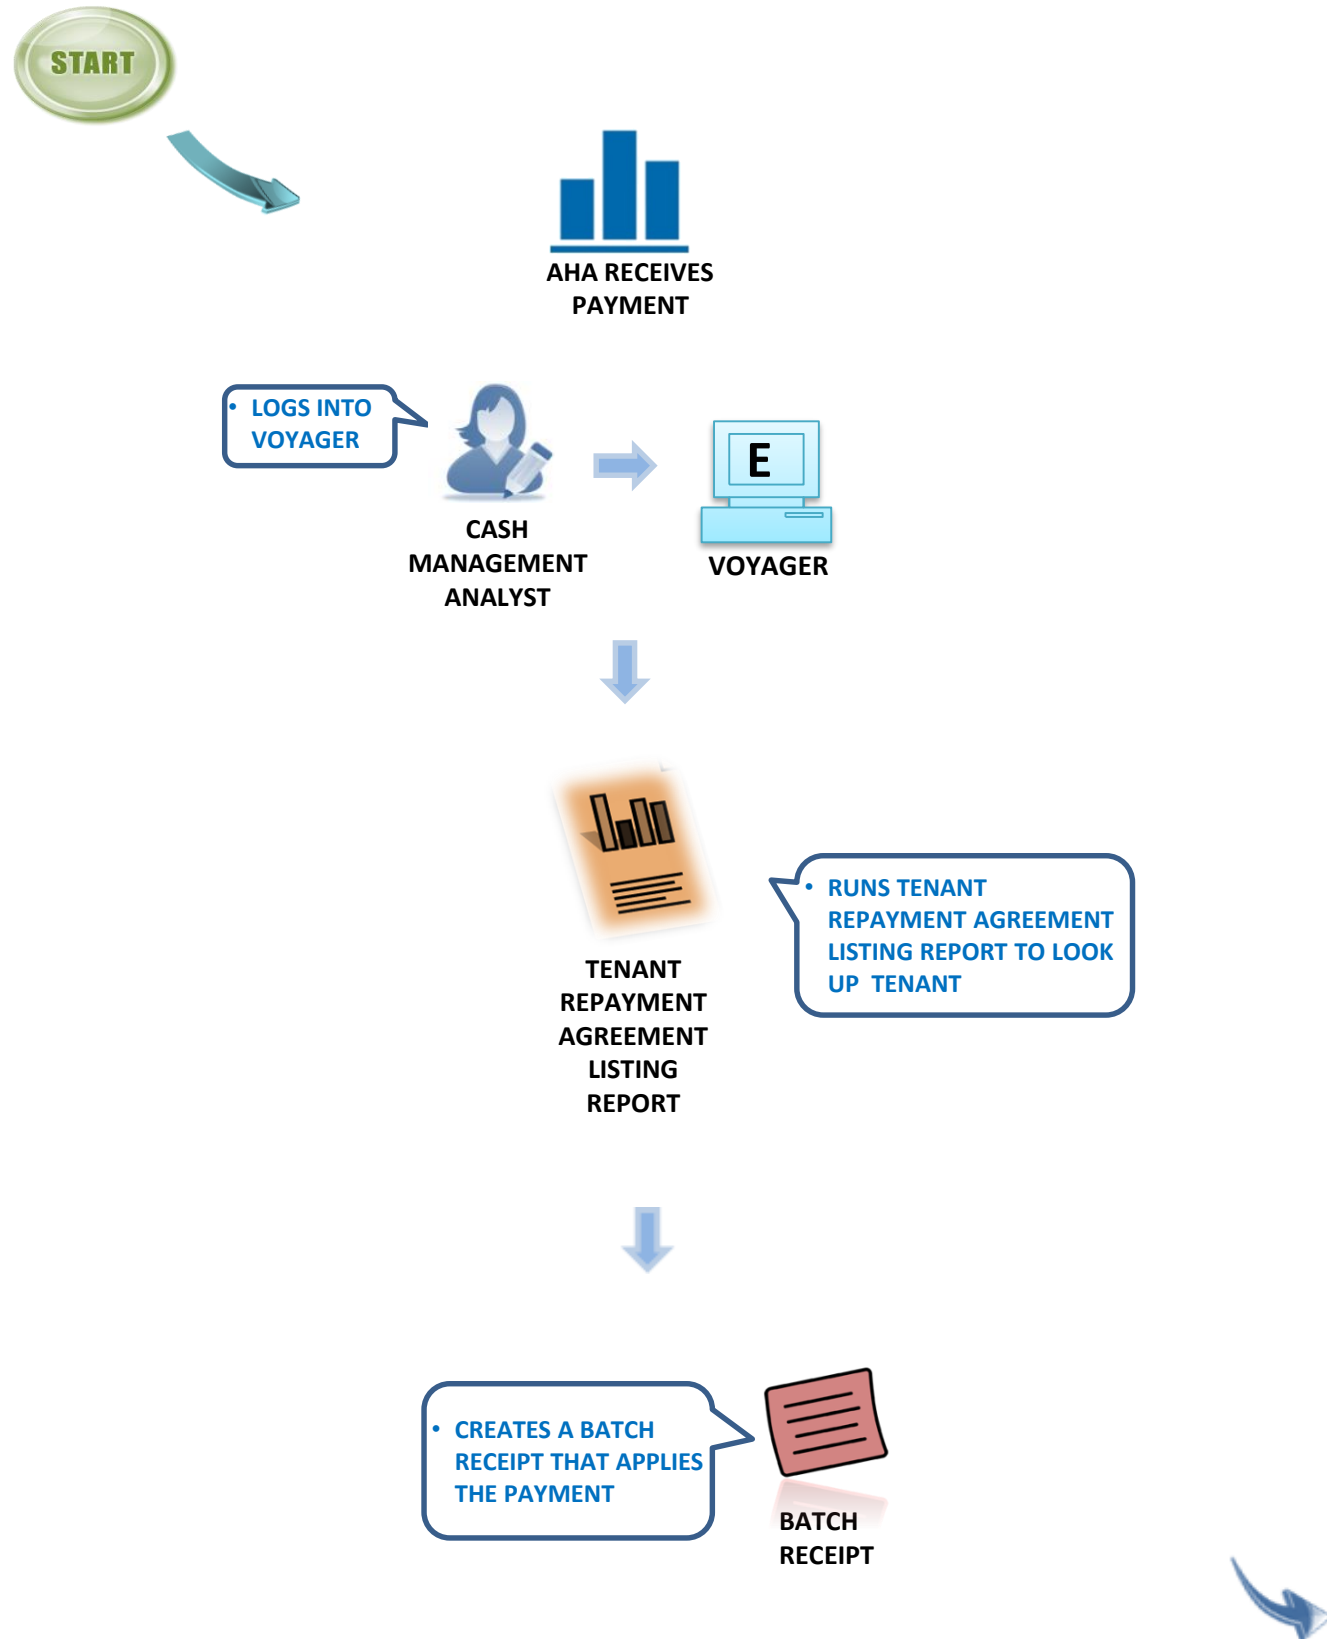 START
AHA RECEIVES
PAYMENT
• LOGS INTO
VOYAGER
E
CASH
MANAGEMENT
ANALYST
VOYAGER
• RUNS TENANT
REPAYMENT AGREEMENT
LISTING REPORT TO LOOK
UP TENANT
TENANT
REPAYMENT
AGREEMENT
LISTING
REPORT
• CREATES A BATCH
RECEIPT THAT APPLIES
THE PAYMENT
BATCH
RECEIPT